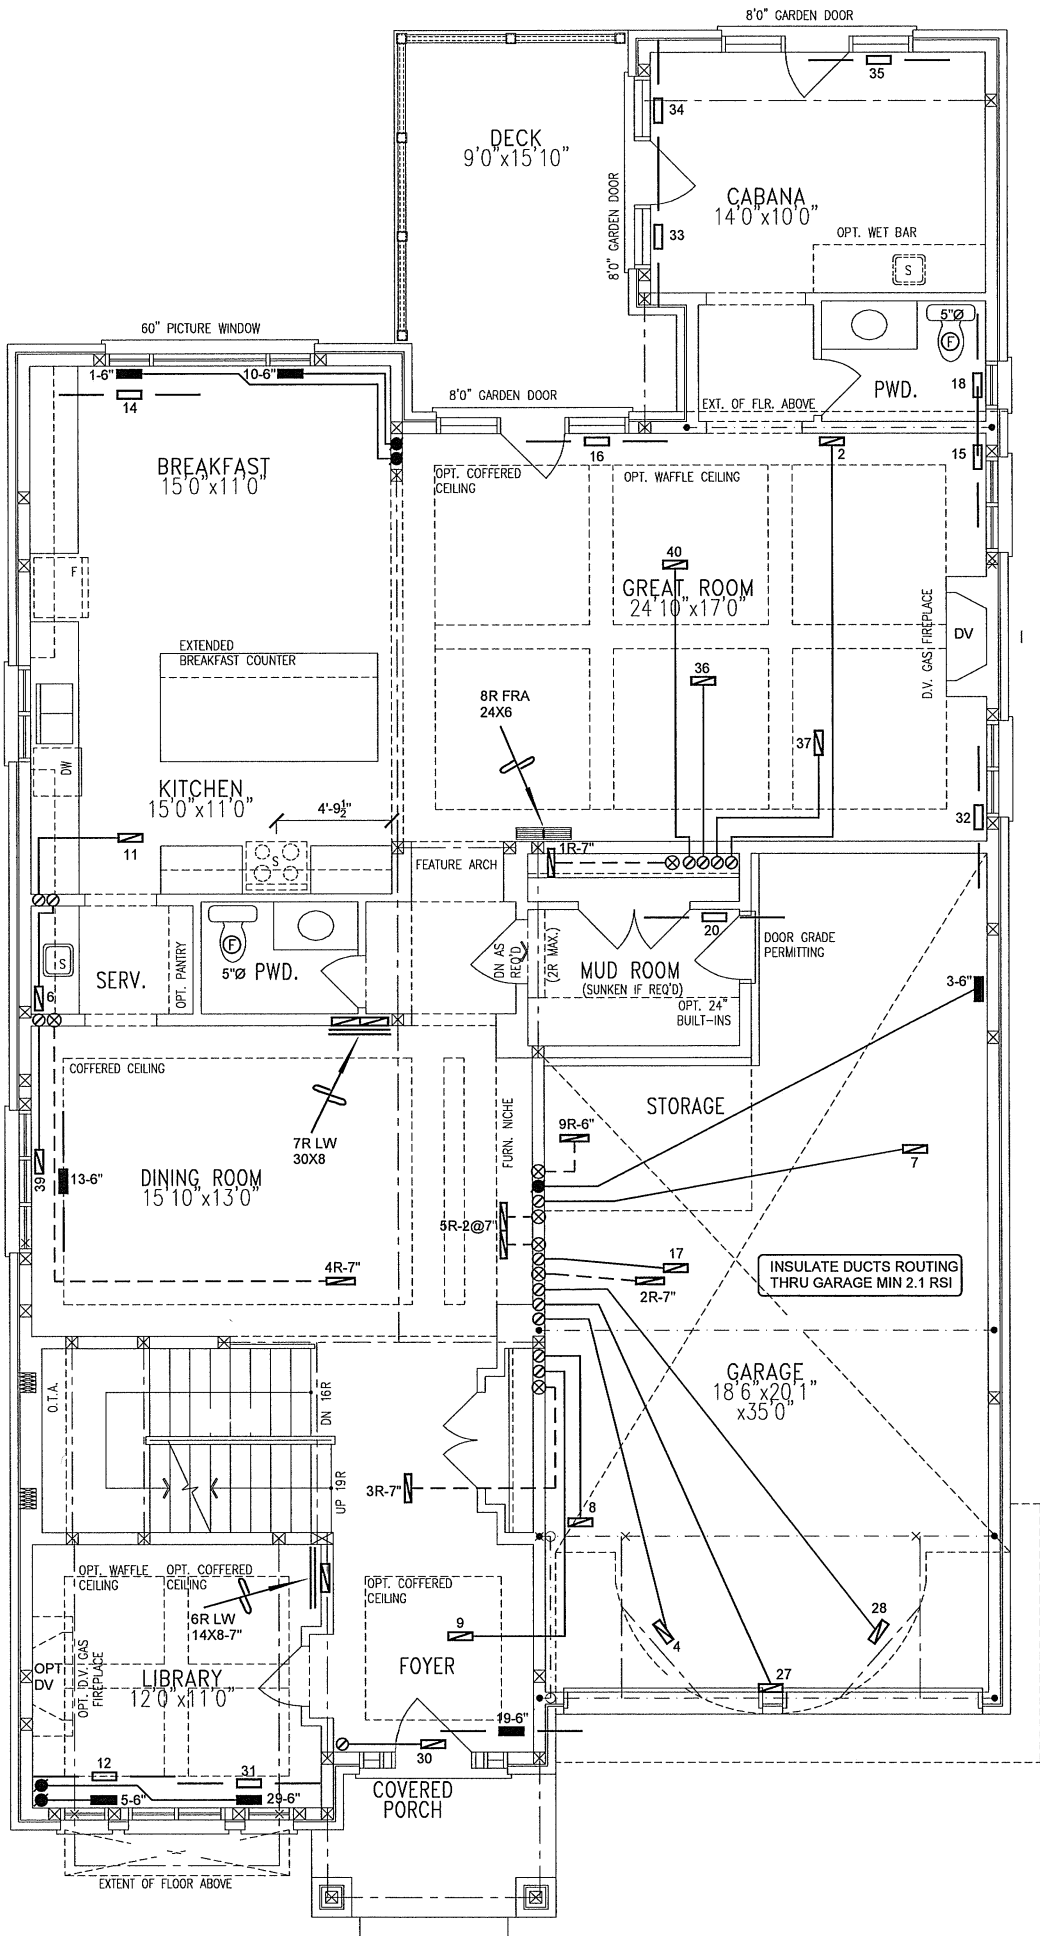 8'0" GARDEN DOOR
35
34
DECK
9'0"x15'10"
CABANA
14'0"x10'0"
8'0" GARDEN DOOR
33
OPT. WET BAR
S
5"Ø
F
60" PICTURE WINDOW
1-6"
10-6"
14
8'0" GARDEN DOOR
PWD.
18
EXT. OF FLR. ABOVE
16
2
15
BREAKFAST
15'0"x11'0"
OPT. COFFERED
CEILING
OPT. WAFFLE CEILING
F
40
GREAT ROOM
24'10"x17'0"
D.V. GAS FIREPLACE
DV
EXTENDED
BREAKFAST COUNTER
36
8R FRA
24X6
37
DW
KITCHEN
15'0"x11'0"
4'-9½"
32
11
S
FEATURE ARCH
1R-7"
20
DOOR GRADE
PERMITTING
F
5"Ø
PWD.
S
SERV.
OPT. PANTRY
DN AS
REQ'D
(2R MAX.)
MUD ROOM
(SUNKEN IF REQ'D)
OPT. 24"
BUILT-INS
3-6"
6
COFFERED CEILING
7R LW
30X8
FURN. NICHE
STORAGE
9R-6"
7
39
13-6"
DINING ROOM
15'10"x13'0"
5R-2@7"
4R-7"
17
2R-7"
INSULATE DUCTS ROUTING
THRU GARAGE MIN 2.1 RSI
GARAGE
18'6"x20'1"
x35'0"
O.T.A.
DN 16R
UP 19R
3R-7"
8
OPT. WAFFLE
CEILING
OPT. COFFERED
CEILING
OPT. COFFERED
CEILING
6R LW
14X8-7"
9
4
28
OPT
DV
OPT. D.V. GAS
FIREPLACE
LIBRARY
12'0"x11'0"
FOYER
27
19-6"
30
12
31
5-6"
29-6"
COVERED
PORCH
EXTENT OF FLOOR ABOVE